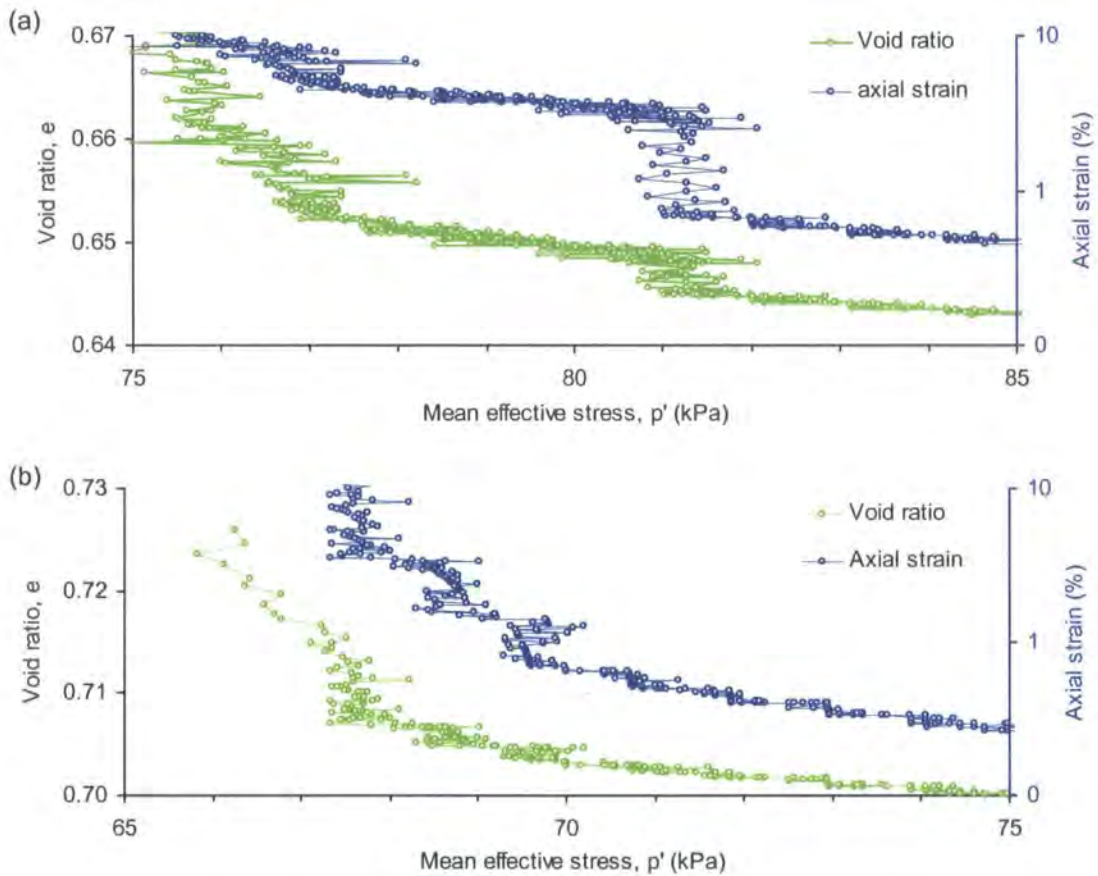 (a)
0.67
0.66
0.65
0.64
Void ratio, e
Void ratio
axial strain
10
1
0
Axial strain (%)
75
80
85
Mean effective stress, p' (kPa)
(b)
0.73
0.72
0.71
0.70
Void ratio, e
Void ratio
Axial strain
10
1
0
Axial strain (%)
65
70
75
Mean effective stress, p' (kPa)